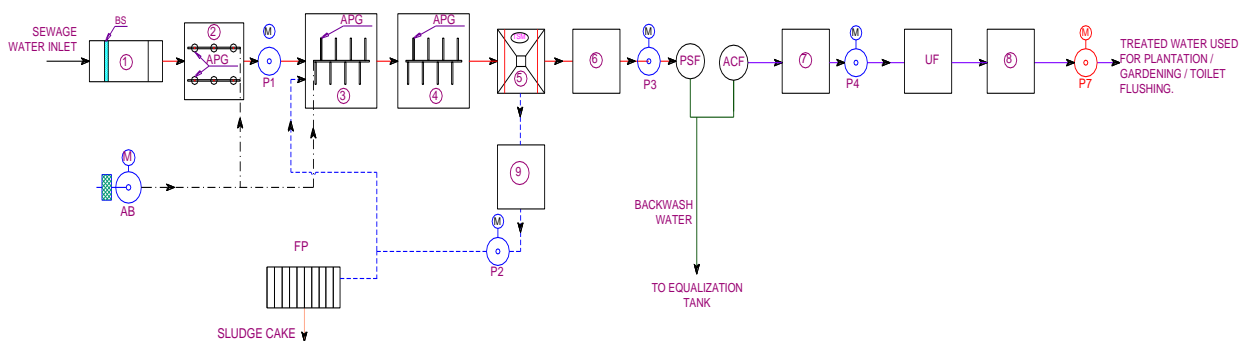 SEWAGE
WATER INLET
BS
1
2
APG
APG
M
P1
APG
3
APG
4
TSM
5
6
M
P3
PSF
ACF
7
M
P4
UF
8
M
P7
TREATED WATER USED
FOR PLANTATION /
GARDENING / TOILET
FLUSHING.
M
AB
9
M
P2
BACKWASH
WATER
FP
TO EQUALIZATION
TANK
SLUDGE CAKE